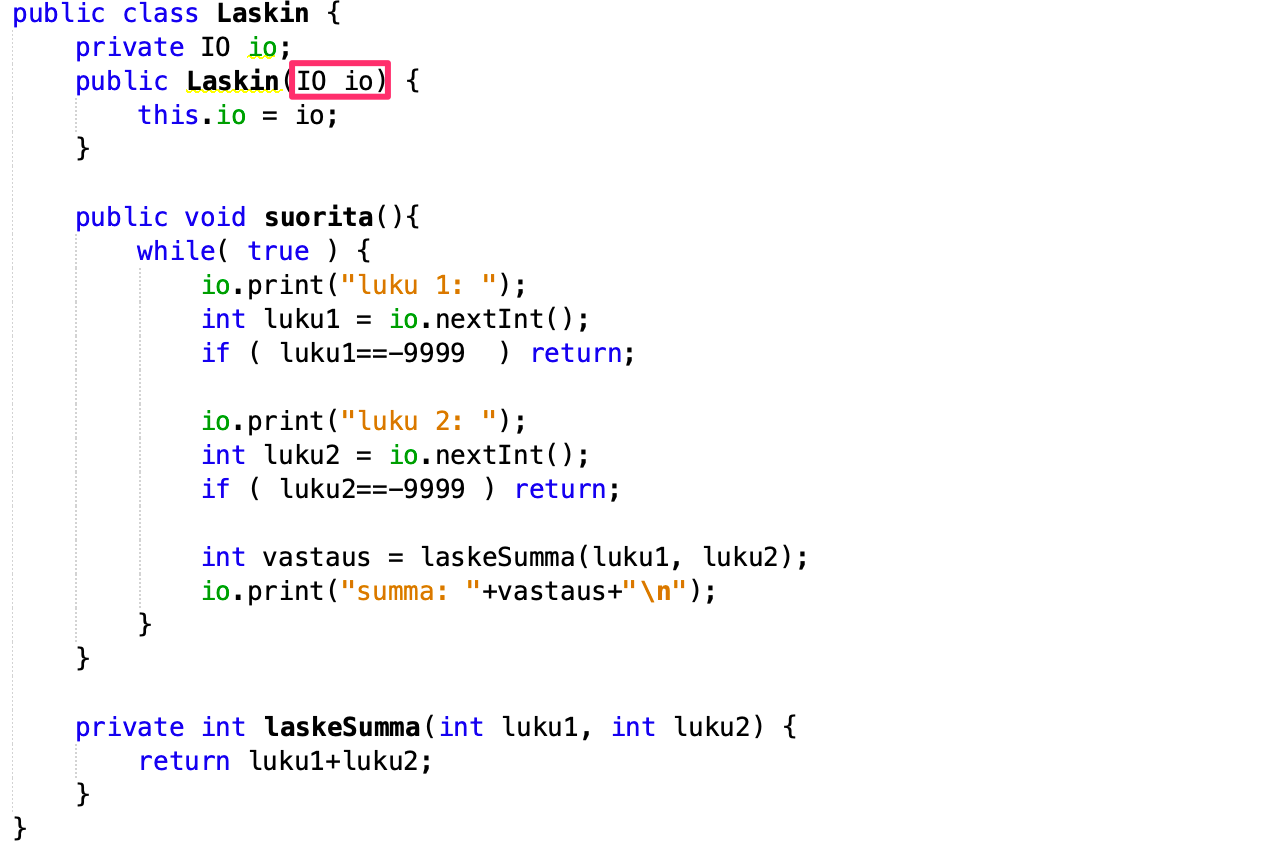 public class Laskin {
    private IO io;
    public Laskin(IO io) {
        this.io = io;
    }

    public void suorita(){
        while( true ) {
            io.print("luku 1: ");
            int luku1 = io.nextInt();
            if ( luku1==-9999  ) return;

            io.print("luku 2: ");
            int luku2 = io.nextInt();
            if ( luku2==-9999 ) return;

            int vastaus = laskeSumma(luku1, luku2);
            io.print("summa: "+vastaus+"\n");
        }
    }

    private int laskeSumma(int luku1, int luku2) {
        return luku1+luku2;
    }
}